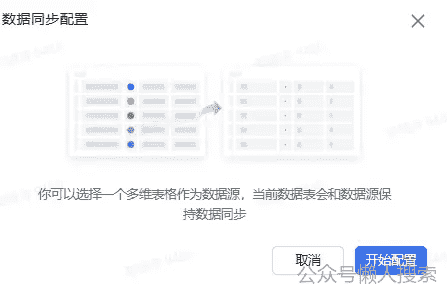 数据同步配置
你可以选择一个多维表格作为数据源，当前数据表会和数据源保
持数据同步
取消
开始配置
公众号懒人搜索